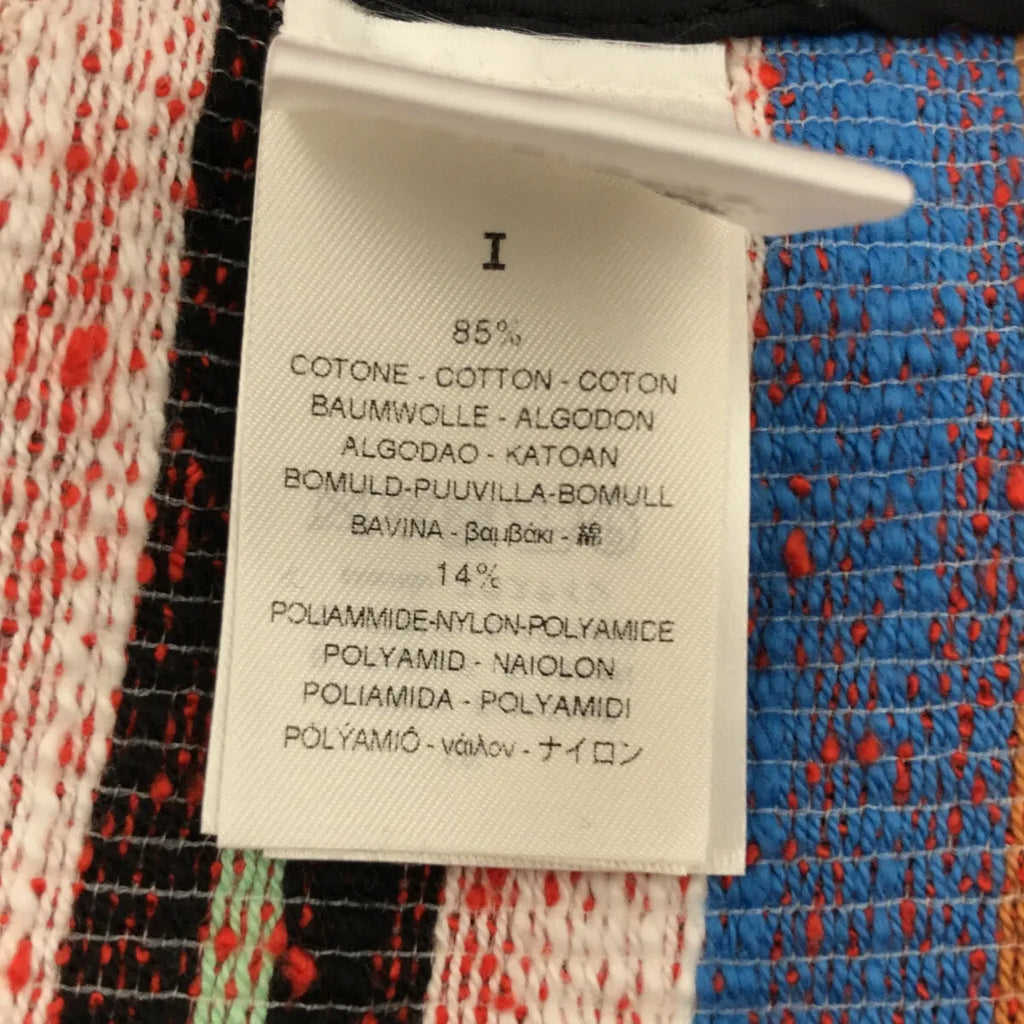 I
85%
COTONE - COTTON - COTON
BAUMWOLLE - ALGODON
ALGODAO - KATOAN
BOMULD-PUUVILLA-BOMULL
BAVINA - βαμβάκι - 綿
14%
POLIAMMIDE-NYLON-POLYAMIDE
POLYAMID - NAIOLON
POLIAMIDA - POLYAMIDI
POLÝAMIÔ - νάιλον - ナイロン